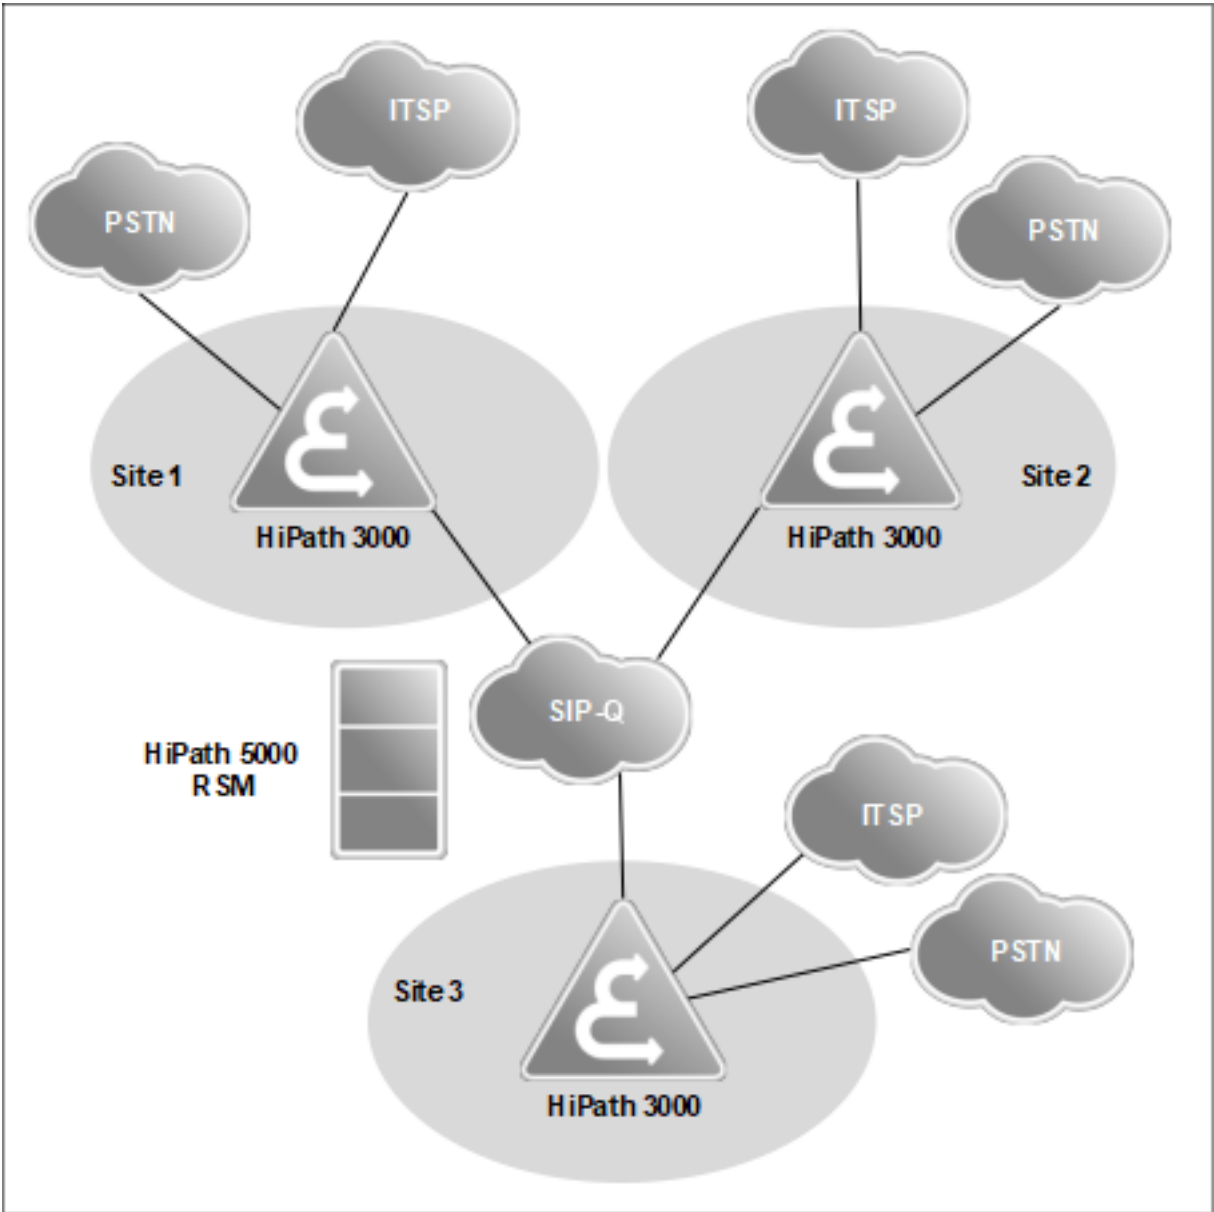 ITSP
ITSP
PSTN
PSTN
Site 1
Site 2
HiPath 3000
HiPath 3000
SIP-Q
HiPath 5000
RSM
ITSP
PSTN
Site 3
HiPath 3000